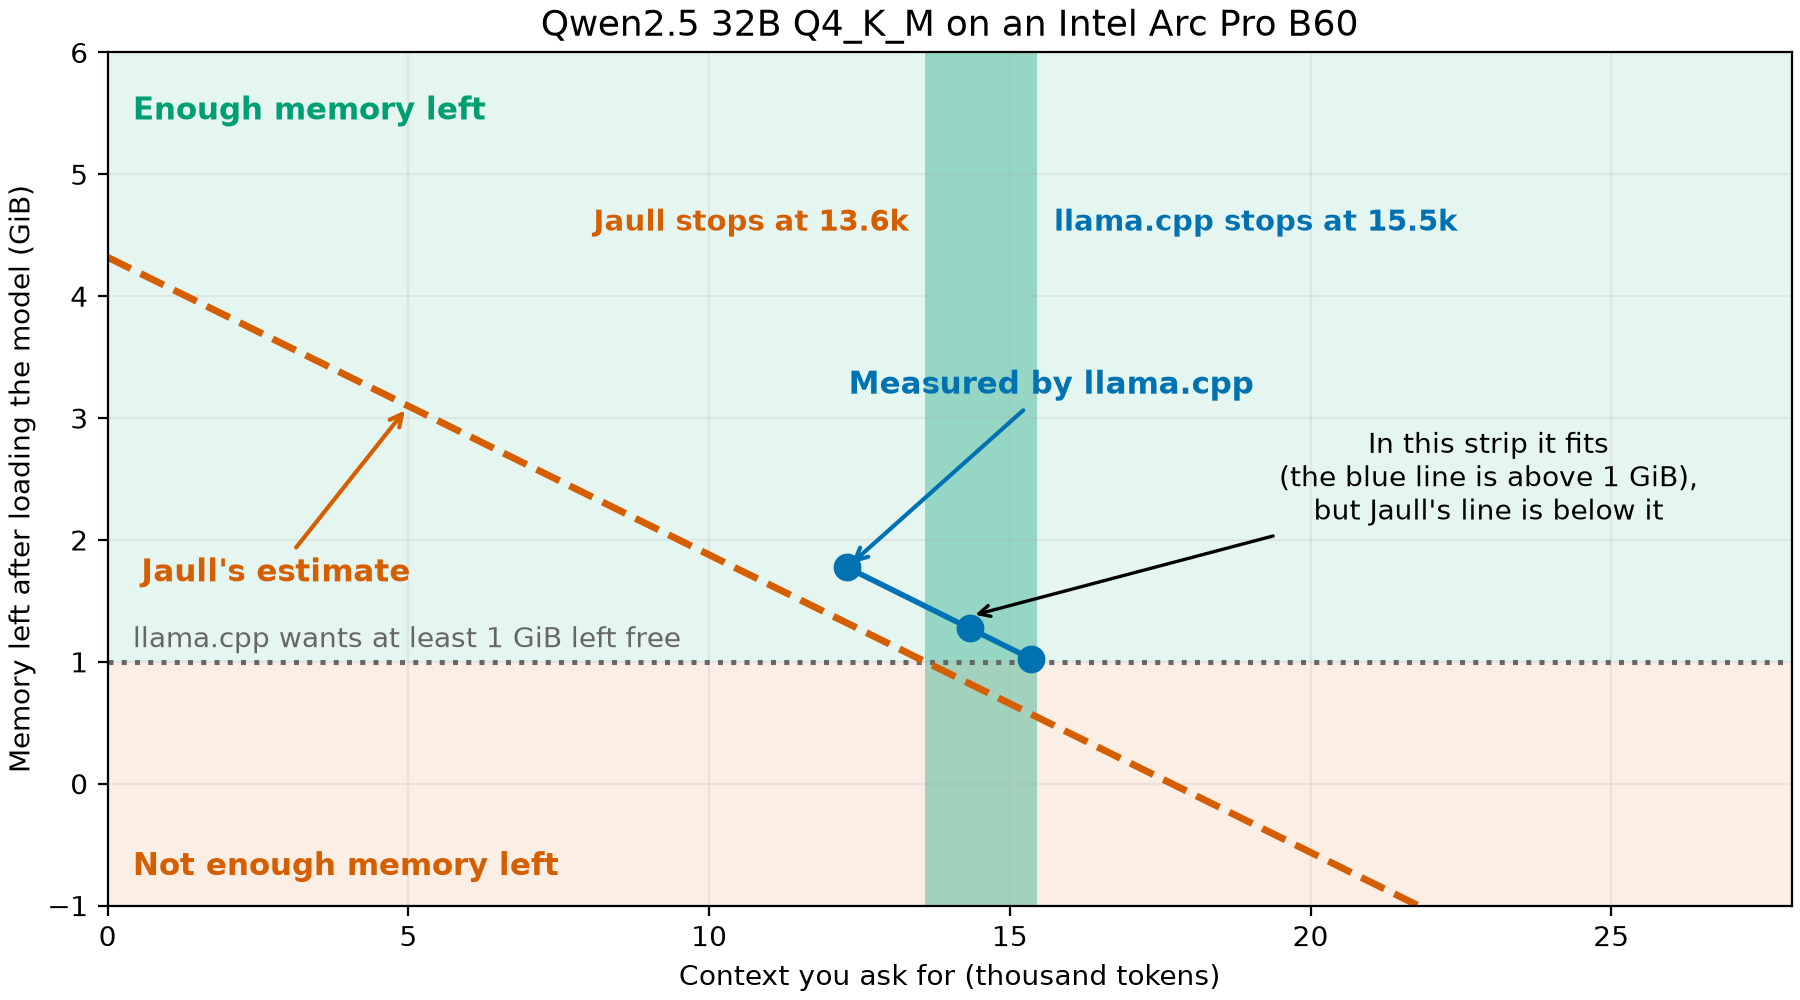 Qwen2.5 32B Q4_K_M on an Intel Arc Pro B60
Memory left after loading the model (GiB)
6
5
4
3
2
1
0
−1
Enough memory left
Jaull stops at 13.6k
llama.cpp stops at 15.5k
Measured by llama.cpp
In this strip it fits
(the blue line is above 1 GiB),
but Jaull's line is below it
Jaull's estimate
llama.cpp wants at least 1 GiB left free
Not enough memory left
0
5
10
15
20
25
Context you ask for (thousand tokens)